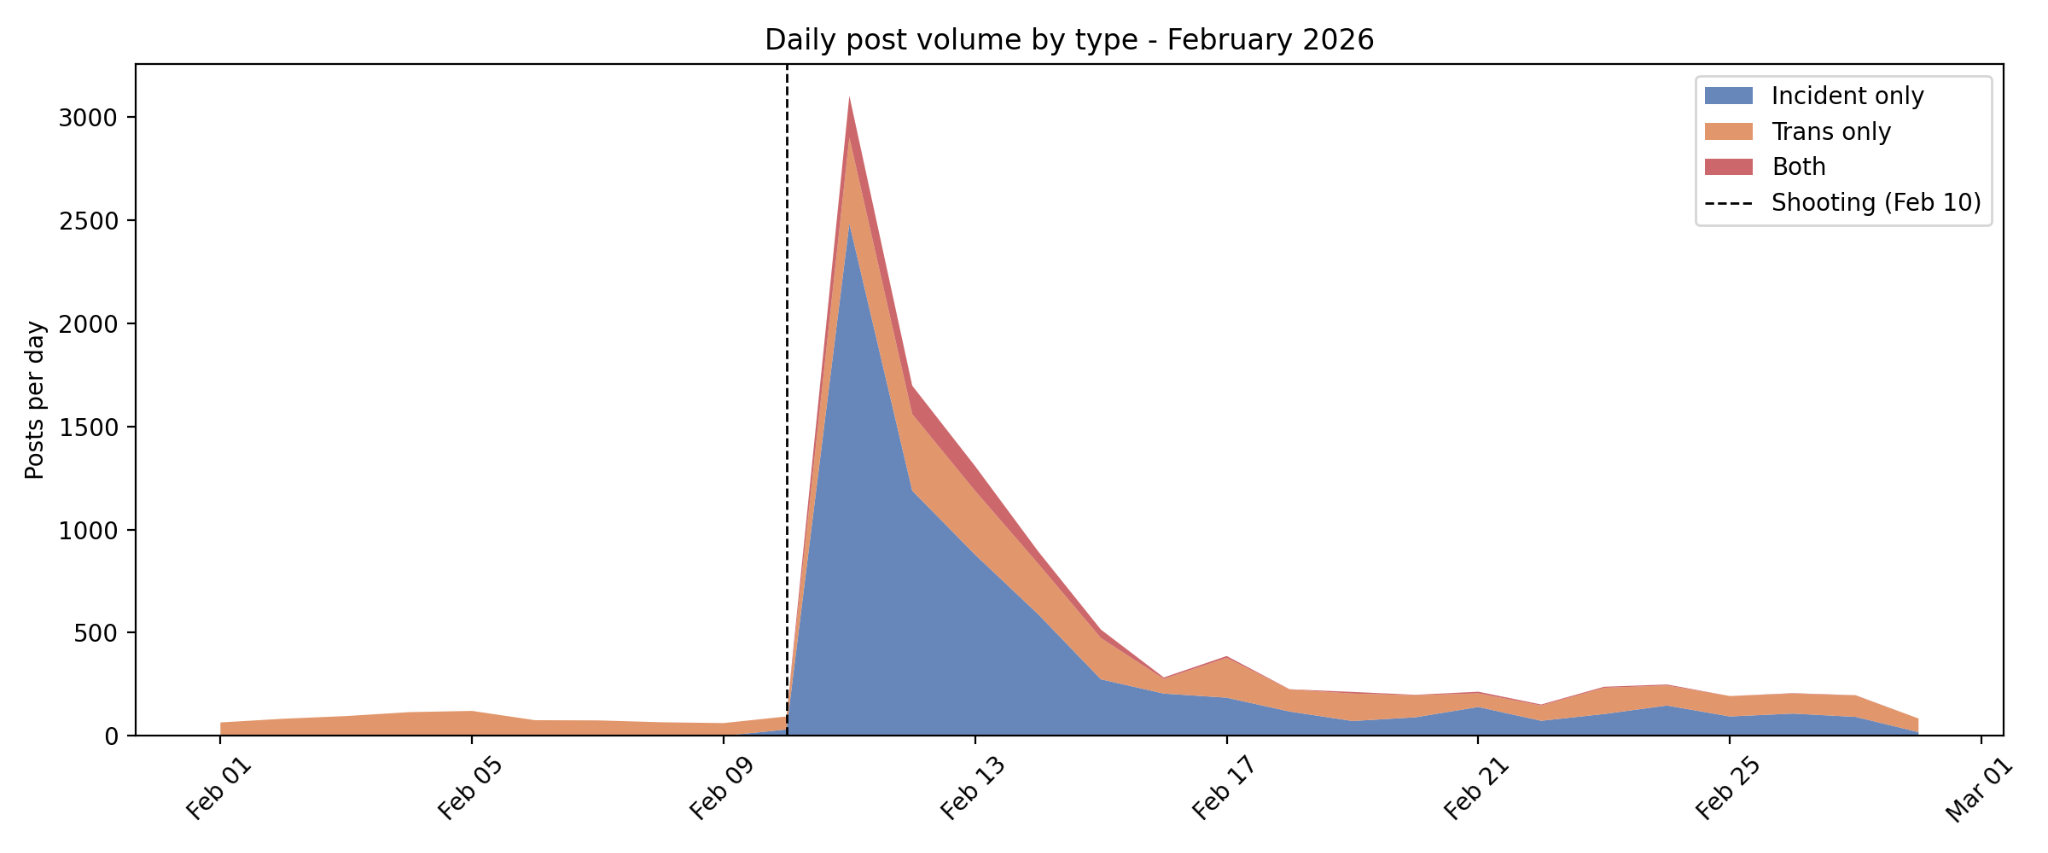 Daily post volume by type - February 2026
Incident only
Trans only
Both
Shooting (Feb 10)
Posts per day
3000
2500
2000
1500
1000
500
0
Feb 01
Feb 05
Feb 09
Feb 13
Feb 17
Feb 21
Feb 25
Mar 01